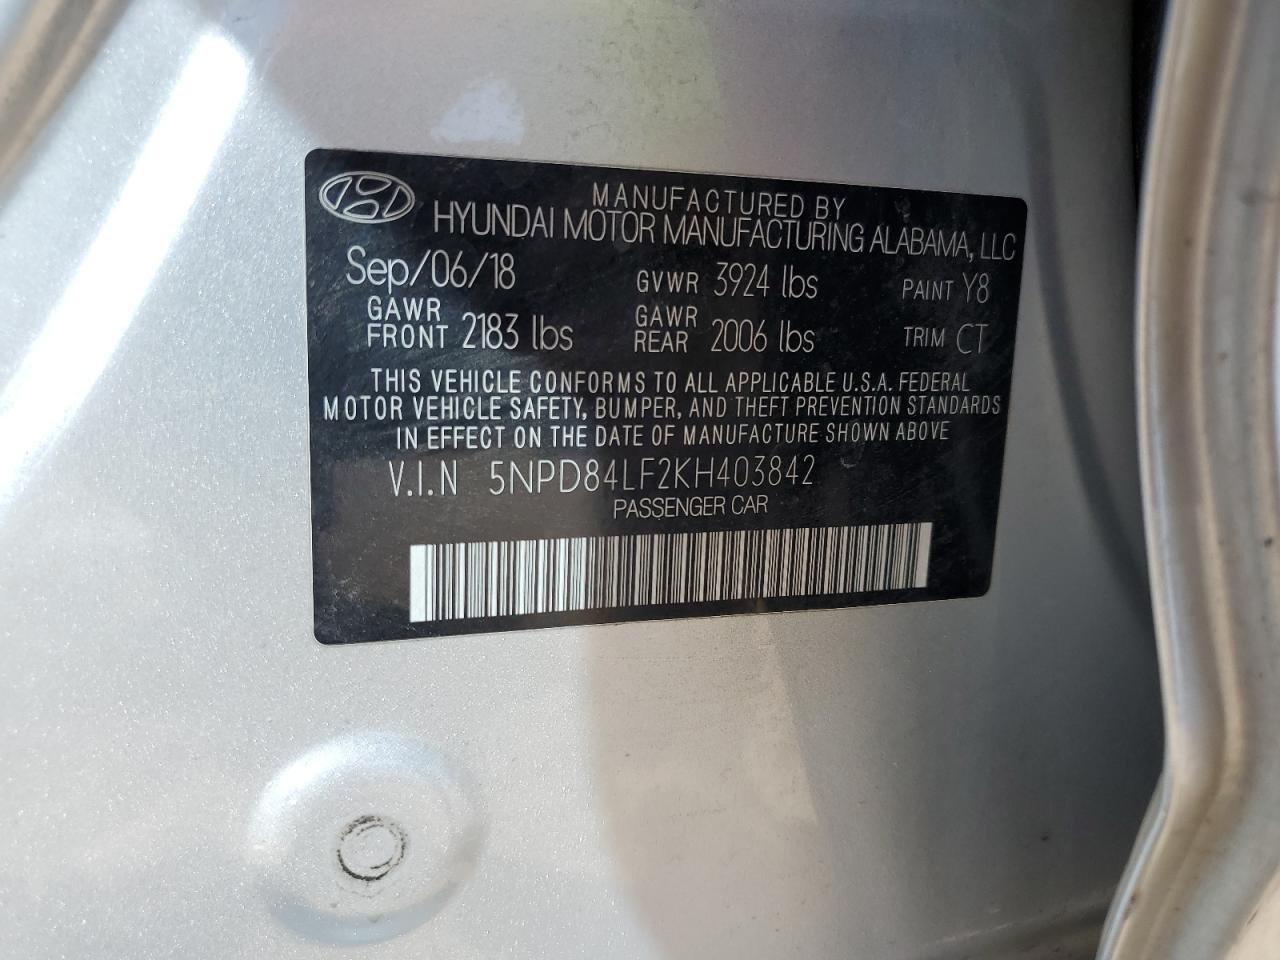 MANUFACTURED BY
HYUNDAI MOTOR MANUFACTURING ALABAMA, LLC
Sep/06/18 GVWR 3924 lbs PAINT Y8
GAWR FRONT 2183 lbs GAWR REAR 2006 lbs TRIM CT
THIS VEHICLE CONFORMS TO ALL APPLICABLE U.S.A. FEDERAL
MOTOR VEHICLE SAFETY, BUMPER, AND THEFT PREVENTION STANDARDS
IN EFFECT ON THE DATE OF MANUFACTURE SHOWN ABOVE
V.I.N 5NPD84LF2KH403842
PASSENGER CAR